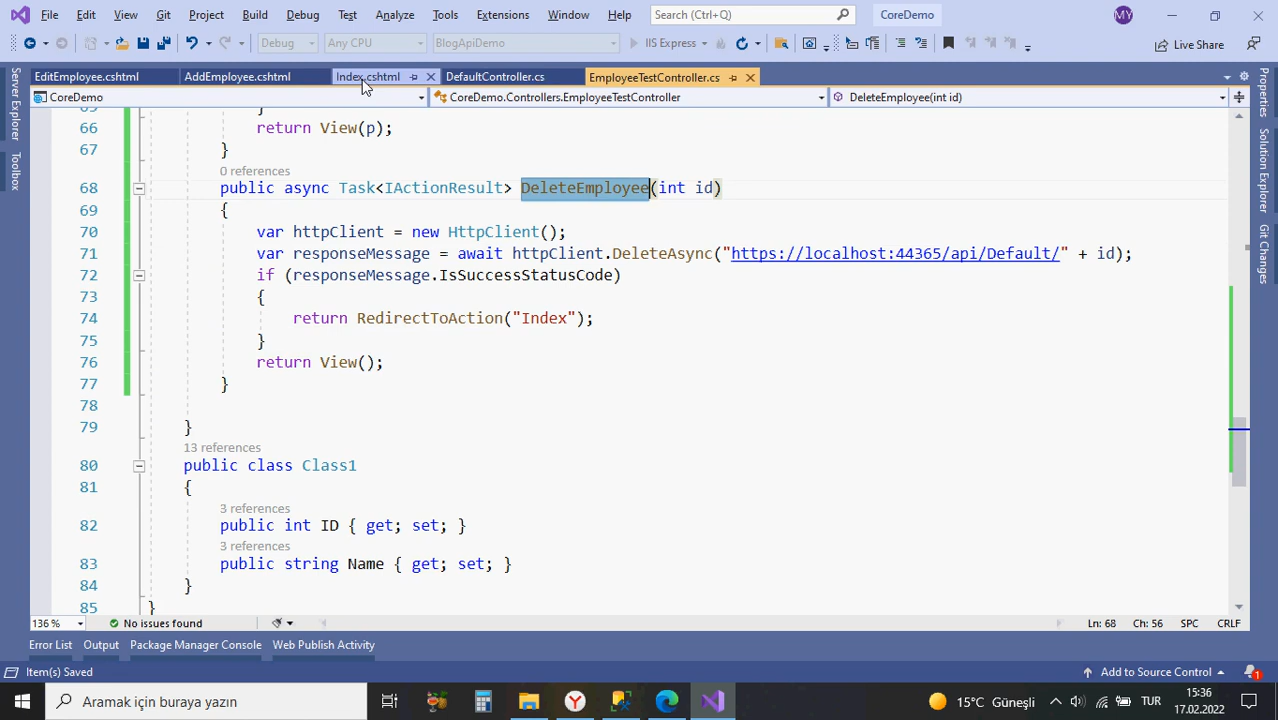 File Edit View Git Project Build Debug Test Analyze Tools Extensions Window Help Search (Ctrl+Q) CoreDemo MY
Debug Any CPU BlogApiDemo IIS Express Live Share
EditEmployee.cshtml AddEmployee.cshtml Index.cshtml DefaultController.cs EmployeeTestController.cs
CoreDemo CoreDemo.Controllers.EmployeeTestController DeleteEmployee(int id)
Server Explorer
Toolbox
Properties
Solution Explorer
Git Changes
65 }
66 return View(p);
67 }
0 references
68 public async Task<IActionResult> DeleteEmployee(int id)
69 {
70 var httpClient = new HttpClient();
71 var responseMessage = await httpClient.DeleteAsync("https://localhost:44365/api/Default/" + id);
72 if (responseMessage.IsSuccessStatusCode)
73 {
74 return RedirectToAction("Index");
75 }
76 return View();
77 }
78
79 }
13 references
80 public class Class1
81 {
3 references
82 public int ID { get; set; }
3 references
83 public string Name { get; set; }
84 }
85 }
136 % No issues found Ln: 68 Ch: 56 SPC CRLF
Error List Output Package Manager Console Web Publish Activity
Item(s) Saved Add to Source Control 1
Aramak için buraya yazın 15°C Güneşli TUR 15:36
17.02.2022